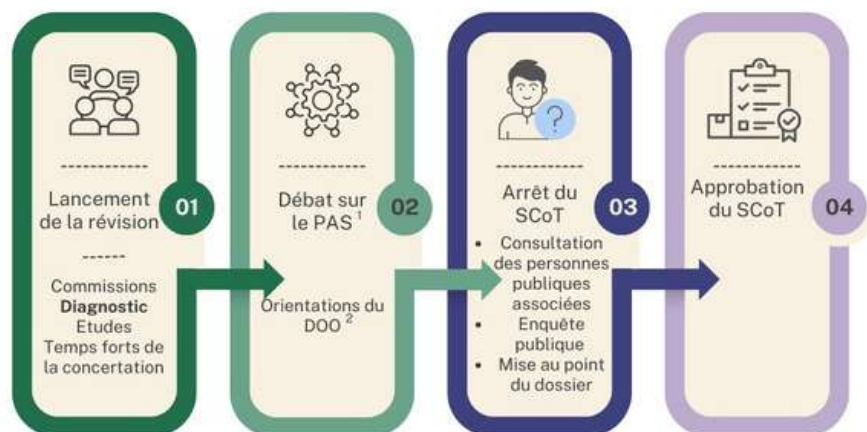 Lancement
de la révision
01
Commissions
Diagnostic
Etudes
Temps forts de
la concertation
Débat sur
le PAS 1
02
Orientations du
DOO 2
?
Arrêt du
SCoT
03
• Consultation
des personnes
publiques
associées
• Enquête
publique
• Mise au point
du dossier
Approbation
du SCoT
04